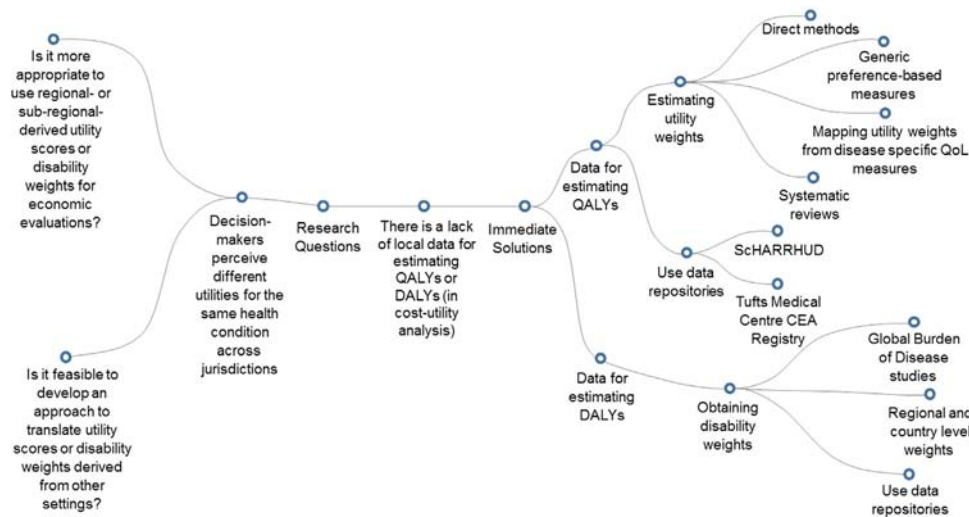 Is it more
appropriate to
use regional- or
sub-regional-
derived utility
scores or
disability
weights for
economic
evaluations?
Is it feasible to
develop an
approach to
translate utility
scores or disability
weights derived
from other
settings?
Decision-
makers
perceive
different
utilities for the
same health
condition
across
jurisdictions
Research
Questions
There is a lack
of local data for
estimating
QALYs or
DALYs (in
cost-utility
analysis)
Immediate
Solutions
Data for
estimating
QALYs
Estimating
utility
weights
Direct methods
Generic
preference-based
measures
Mapping utility weights
from disease specific QoL
measures
Systematic
reviews
Use data
repositories
ScHARRHUD
Tufts Medical
Centre CEA
Registry
Data for
estimating
DALYs
Obtaining
disability
weights
Global Burden
of Disease
studies
Regional and
country level
weights
Use data
repositories